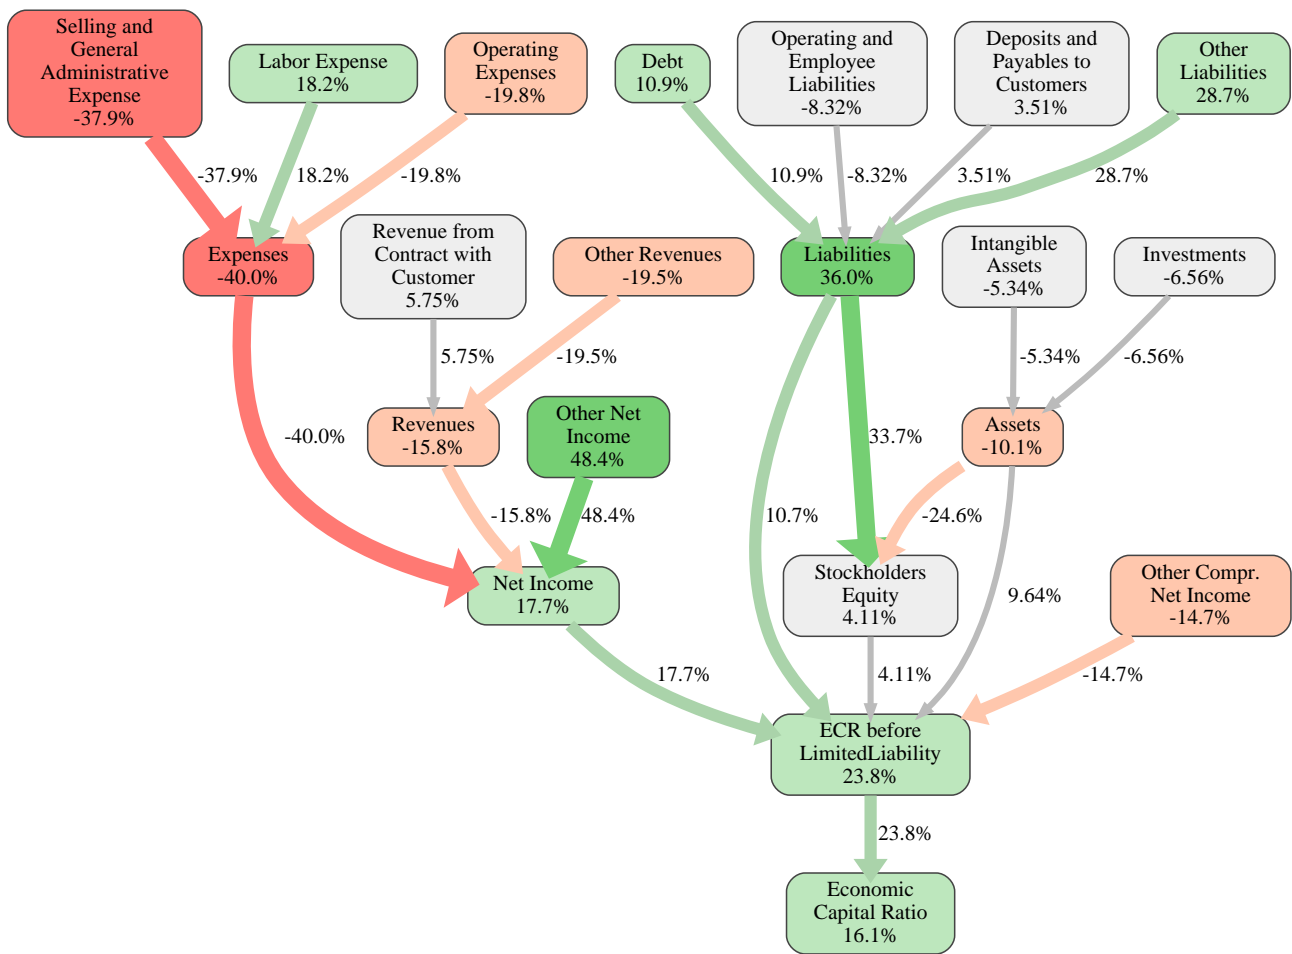 Selling and
General
Administrative
Expense
-37.9%
Labor Expense
18.2%
Operating
Expenses
-19.8%
Debt
10.9%
Operating and
Employee
Liabilities
-8.32%
Deposits and
Payables to
Customers
3.51%
Other
Liabilities
28.7%
-37.9%
18.2%
-19.8%
10.9%
-8.32%
3.51%
28.7%
Expenses
-40.0%
Revenue from
Contract with
Customer
5.75%
Other Revenues
-19.5%
Liabilities
36.0%
Intangible
Assets
-5.34%
Investments
-6.56%
5.75%
-19.5%
-5.34%
-6.56%
-40.0%
Revenues
-15.8%
Other Net
Income
48.4%
33.7%
Assets
-10.1%
-15.8%
48.4%
10.7%
-24.6%
Net Income
17.7%
Stockholders
Equity
4.11%
9.64%
Other Compr.
Net Income
-14.7%
17.7%
4.11%
-14.7%
ECR before
LimitedLiability
23.8%
23.8%
Economic
Capital Ratio
16.1%